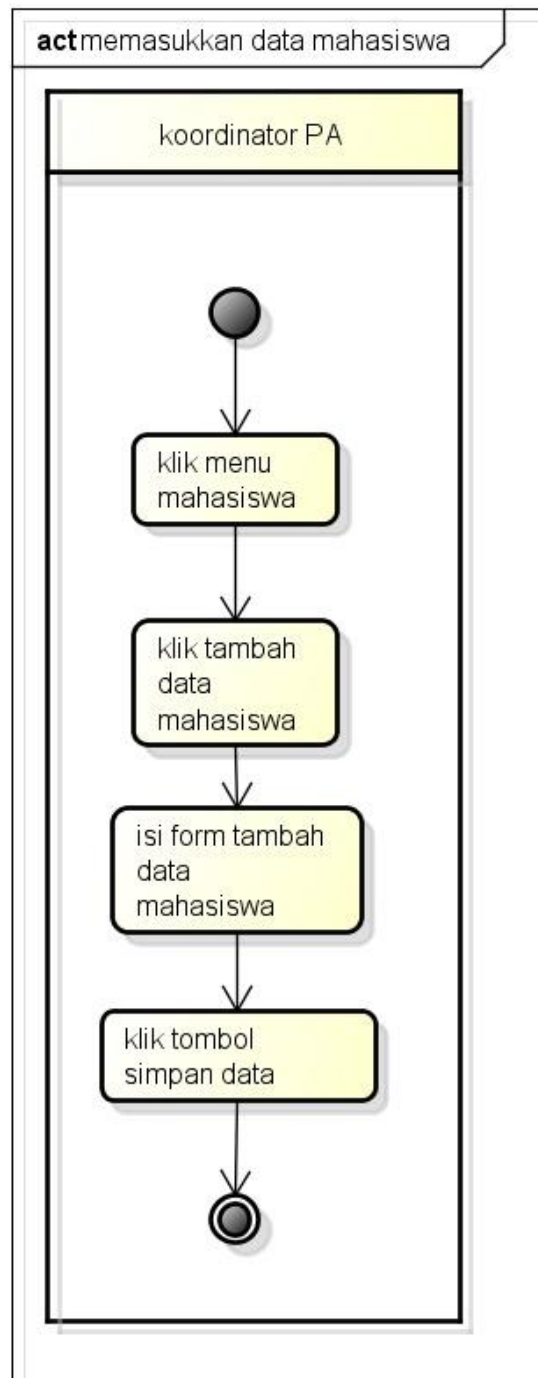 act memasukkan data mahasiswa
koordinator PA
klik menu
mahasiswa
klik tambah
data
mahasiswa
isi form tambah
data
mahasiswa
klik tombol
simpan data